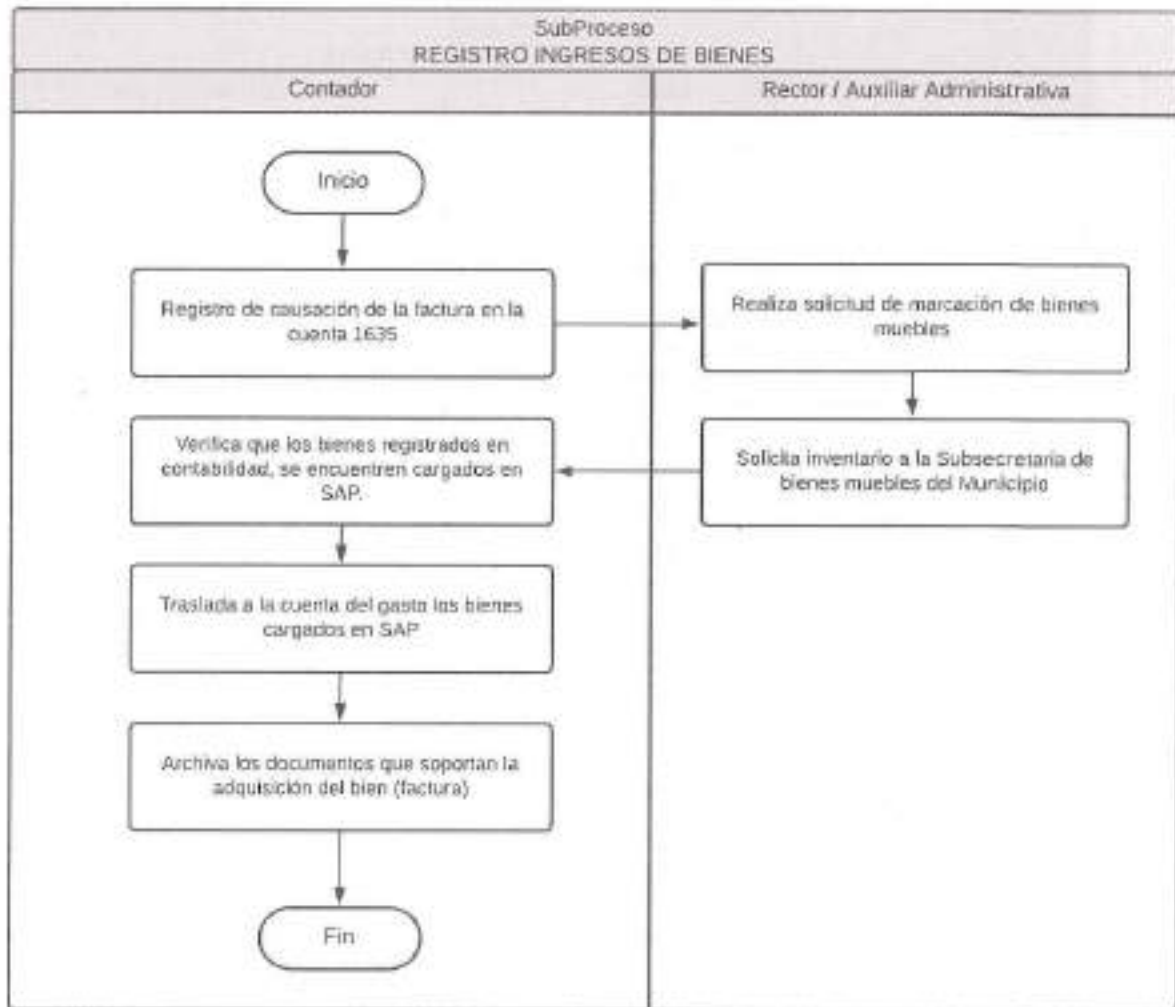 SubProceso
REGISTRO INGRESOS DE BIENES
Contador
Rector / Auxiliar Administrativa
Inicio
Registro de causación de la factura en la
cuenta 1635
Realiza solicitud de marcación de bienes
muebles
Verifica que los bienes registrados en
contabilidad, se encuentren cargados en
SAP.
Solicita inventario a la Subsecretaria de
bienes muebles del Municipio
Traslada a la cuenta del gasto los bienes
cargados en SAP
Archiva los documentos que soportan la
adquisición del bien (factura)
Fin